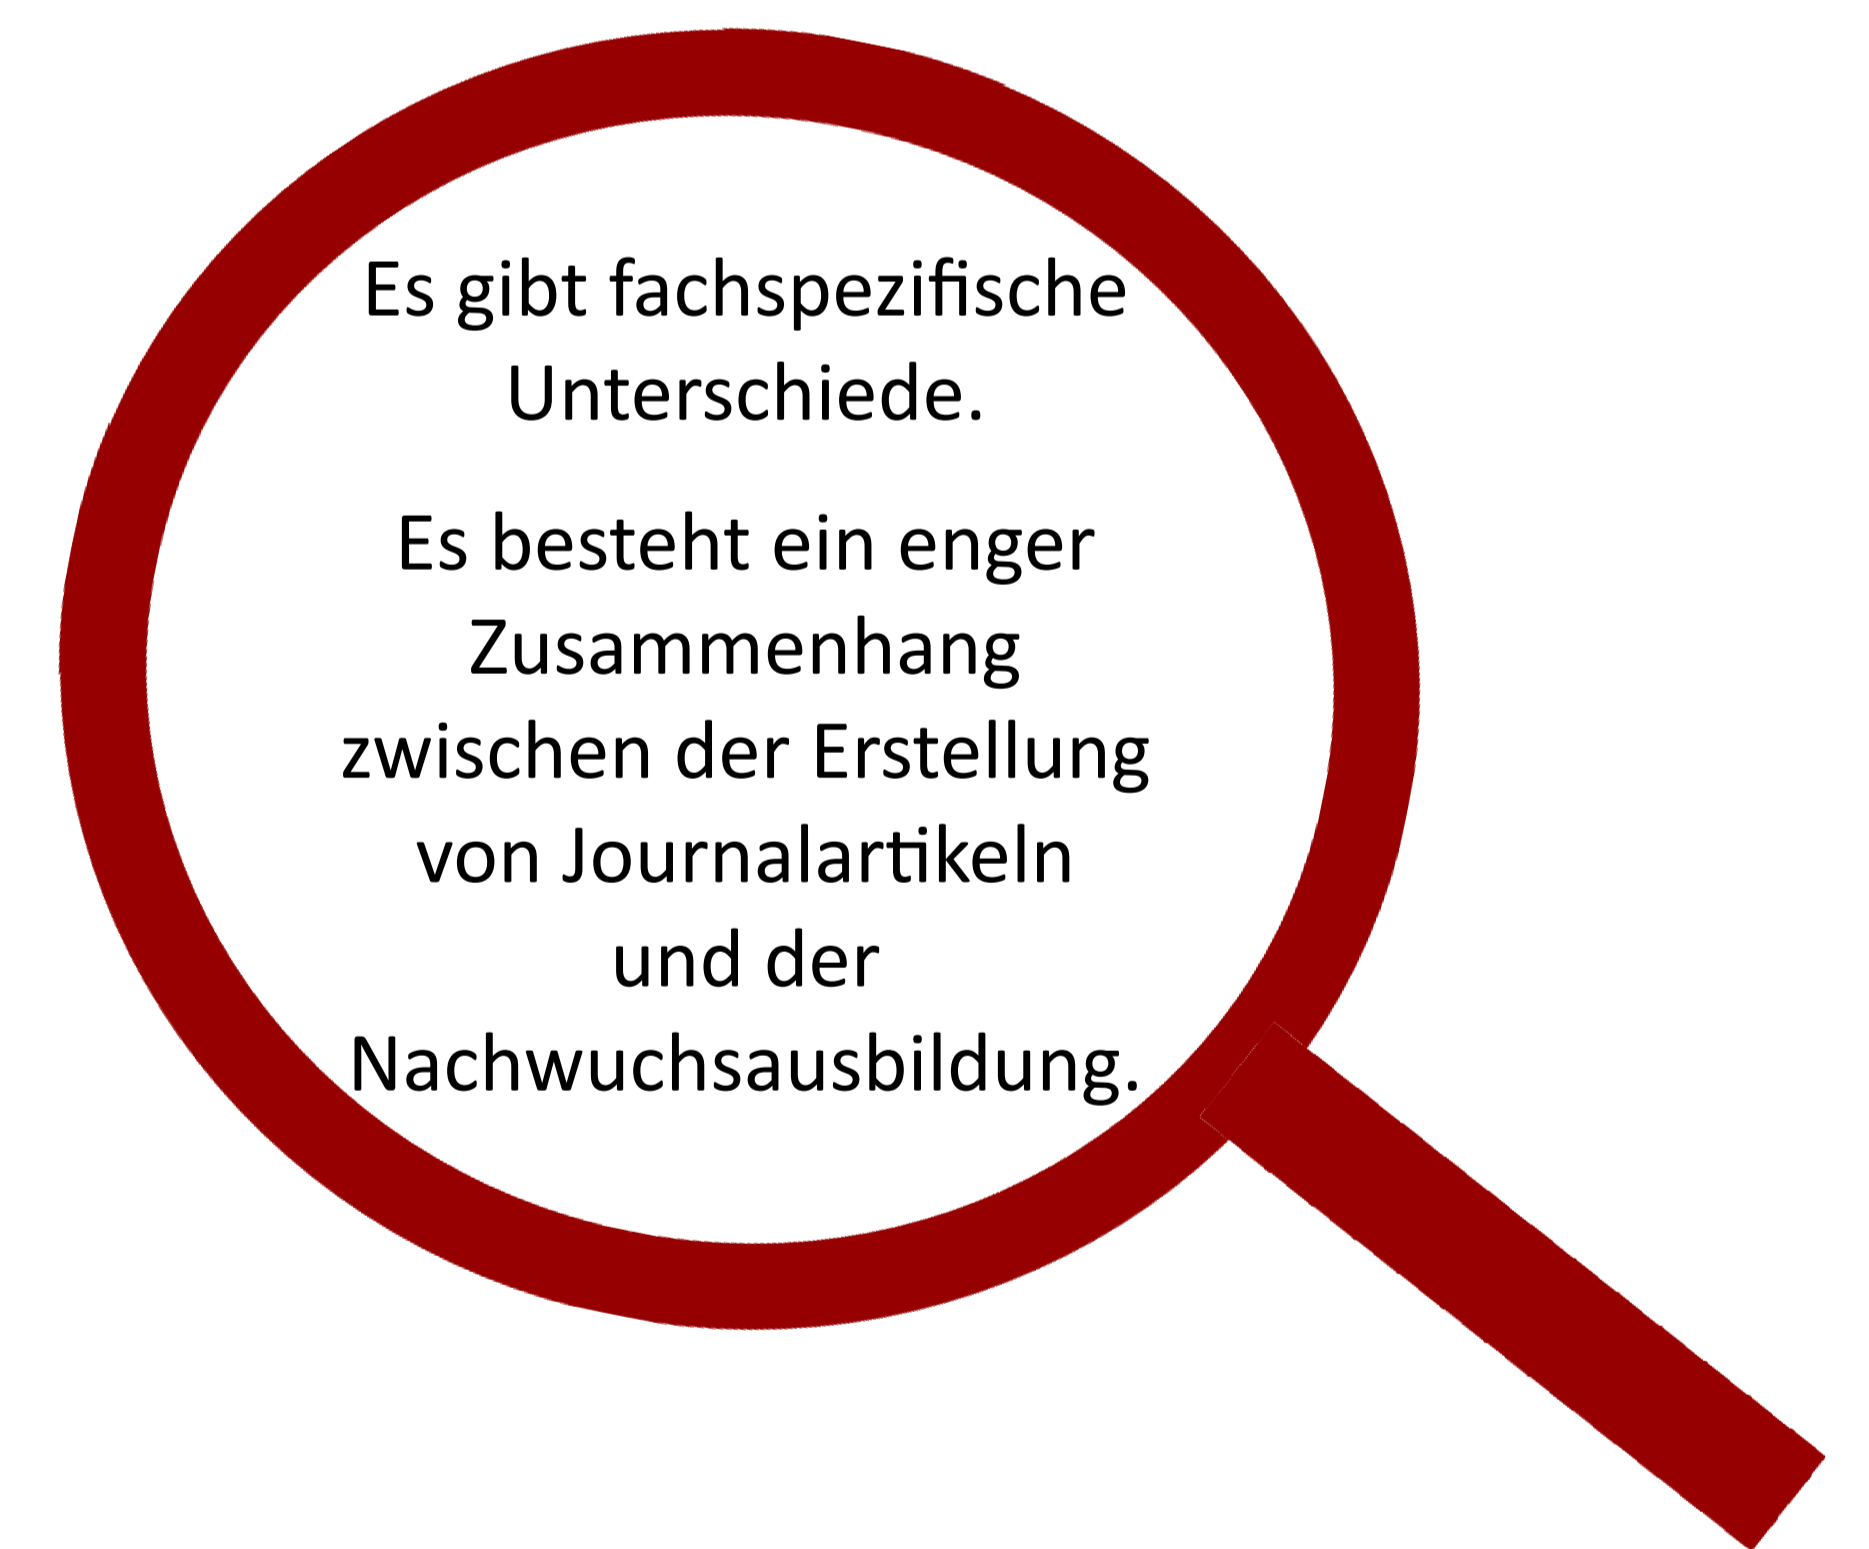 Es gibt fachspezifische
Unterschiede.
Es besteht ein enger
Zusammenhang
zwischen der Erstellung
von Journalartikeln
und der
Nachwuchsausbildung.